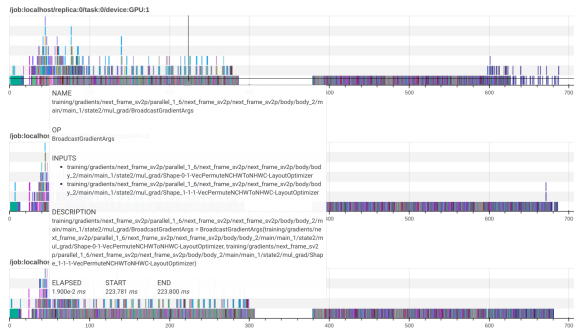 /job:localhost/replica:0/task:0/device:GPU:1
0 400 500 600 700
NAME
training/gradients/next_frame_sv2p/parallel_1_6/next_frame_sv2p/next_frame_sv2p/body/body_2/m
ain/main_1/state2/mul_grad/BroadcastGradientArgs
OP
/job:localhos
BroadcastGradientArgs
INPUTS
• training/gradients/next_frame_sv2p/parallel_1_6/next_frame_sv2p/next_frame_sv2p/body/bod
y_2/main/main_1/state2/mul_grad/Shape-0-1-VecPermuteNCHWToNHWC-LayoutOptimizer
• training/gradients/next_frame_sv2p/parallel_1_6/next_frame_sv2p/next_frame_sv2p/body/bod
y_2/main/main_1/state2/mul_grad/Shape_1-1-1-VecPermuteNCHWToNHWC-LayoutOptimizer
0 400 500 600 700
DESCRIPTION
training/gradients/next_frame_sv2p/parallel_1_6/next_frame_sv2p/next_frame_sv2p/body/body_2/m
ain/main_1/state2/mul_grad/BroadcastGradientArgs = BroadcastGradientArgs(training/gradients/ne
xt_frame_sv2p/parallel_1_6/next_frame_sv2p/next_frame_sv2p/body/body_2/main/main_1/state2/m
ul_grad/Shape-0-1-VecPermuteNCHWToNHWC-LayoutOptimizer, training/gradients/next_frame_sv2
p/parallel_1_6/next_frame_sv2p/next_frame_sv2p/body/body_2/main/main_1/state2/mul_grad/Shap
e_1-1-1-VecPermuteNCHWToNHWC-LayoutOptimizer)
/job:localhos
ELAPSED START END
1.900e-2 ms 223.781 ms 223.800 ms
0 100 200 300 400 500 600 700